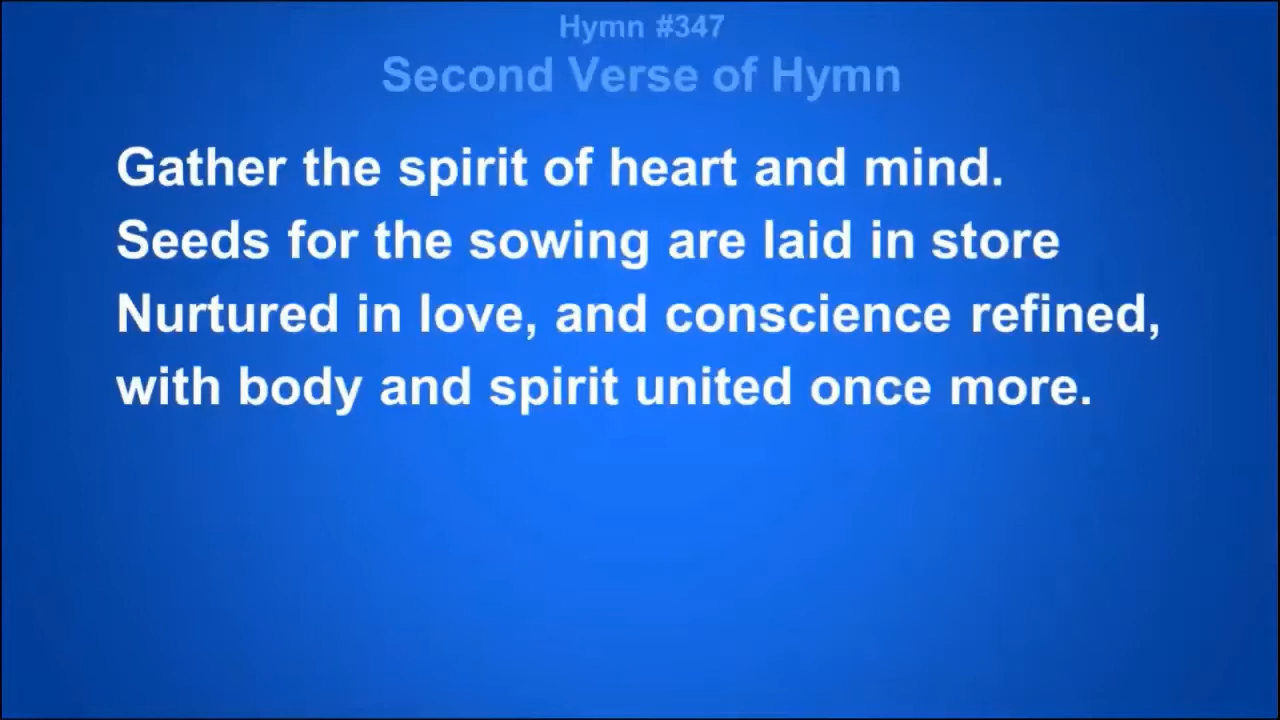 Hymn #347
Second Verse of Hymn
Gather the spirit of heart and mind.
Seeds for the sowing are laid in store
Nurtured in love, and conscience refined,
with body and spirit united once more.